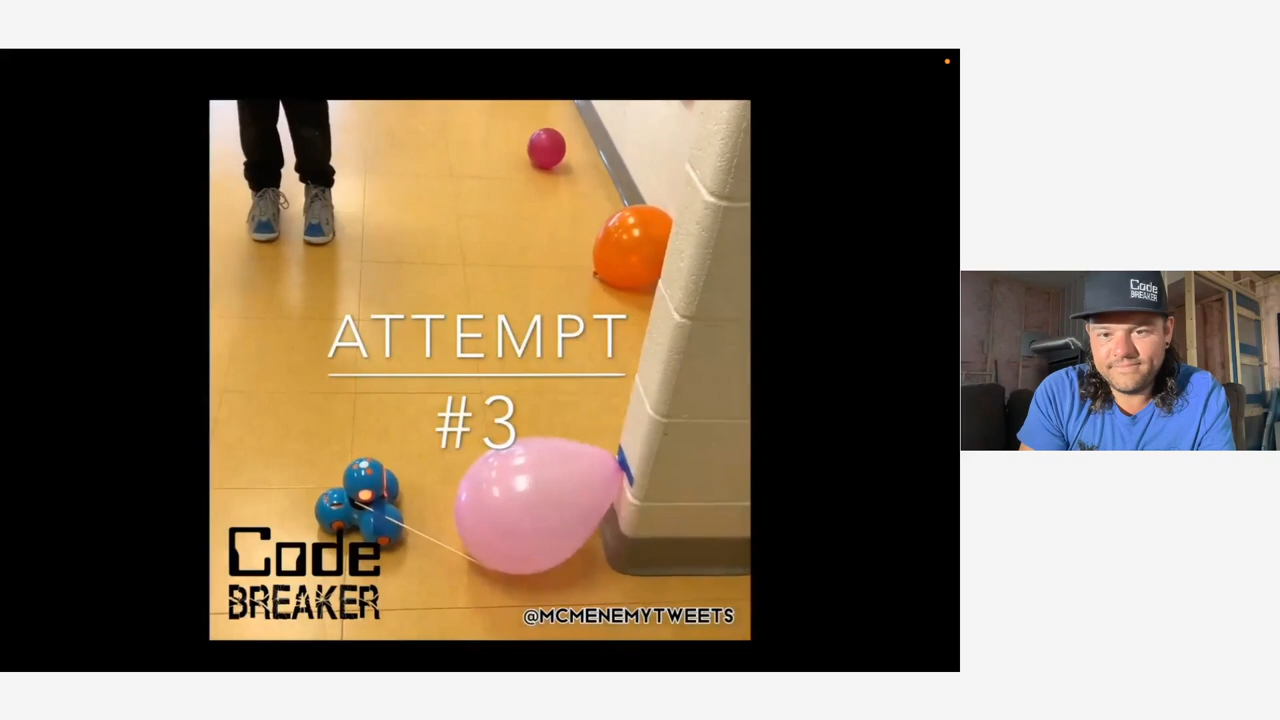 ATTEMPT
#3
Code
BREAKER
@MCMENEMYTWEETS
Code
BREAKER